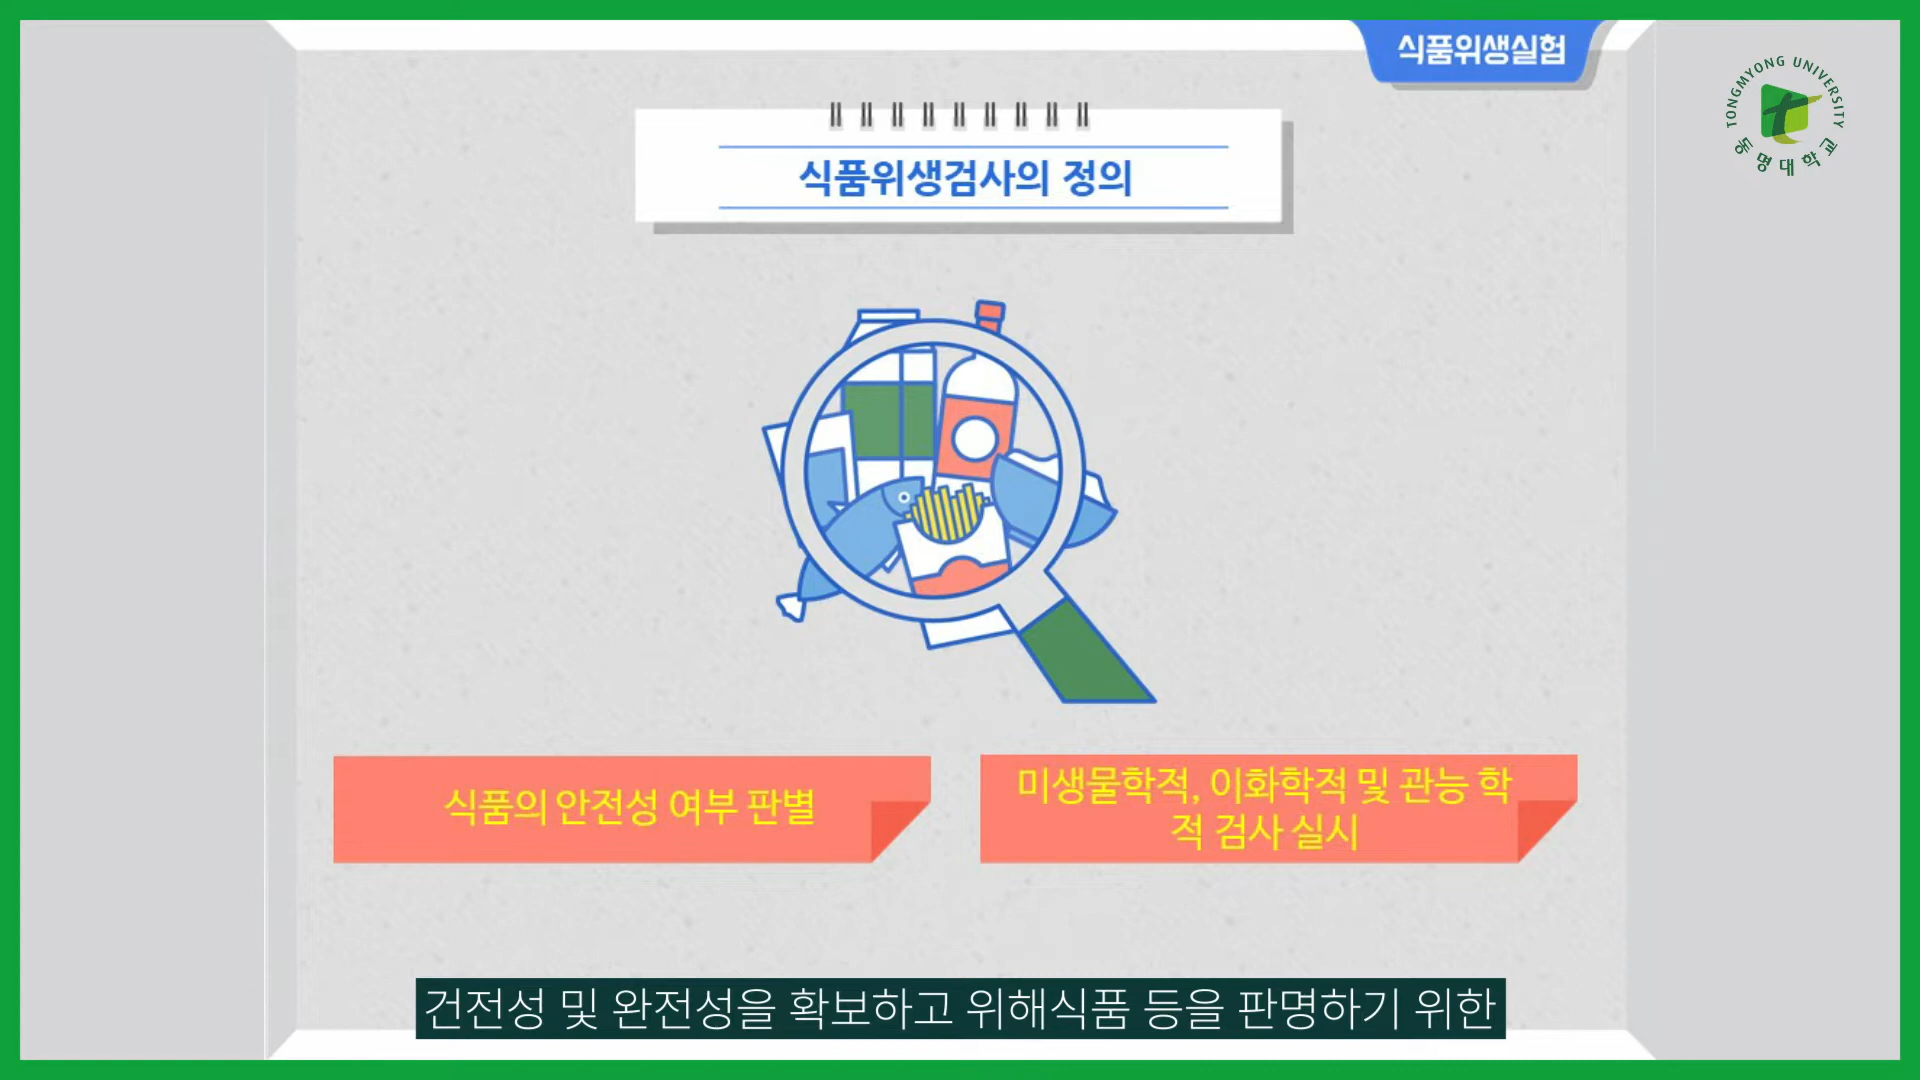 식품위생실험
TONGMYONG UNIVERSITY
동명대학교
식품위생검사의 정의
식품의 안전성 여부 판별
미생물학적, 이화학적 및 관능 학
적 검사 실시
건전성 및 완전성을 확보하고 위해식품 등을 판명하기 위한